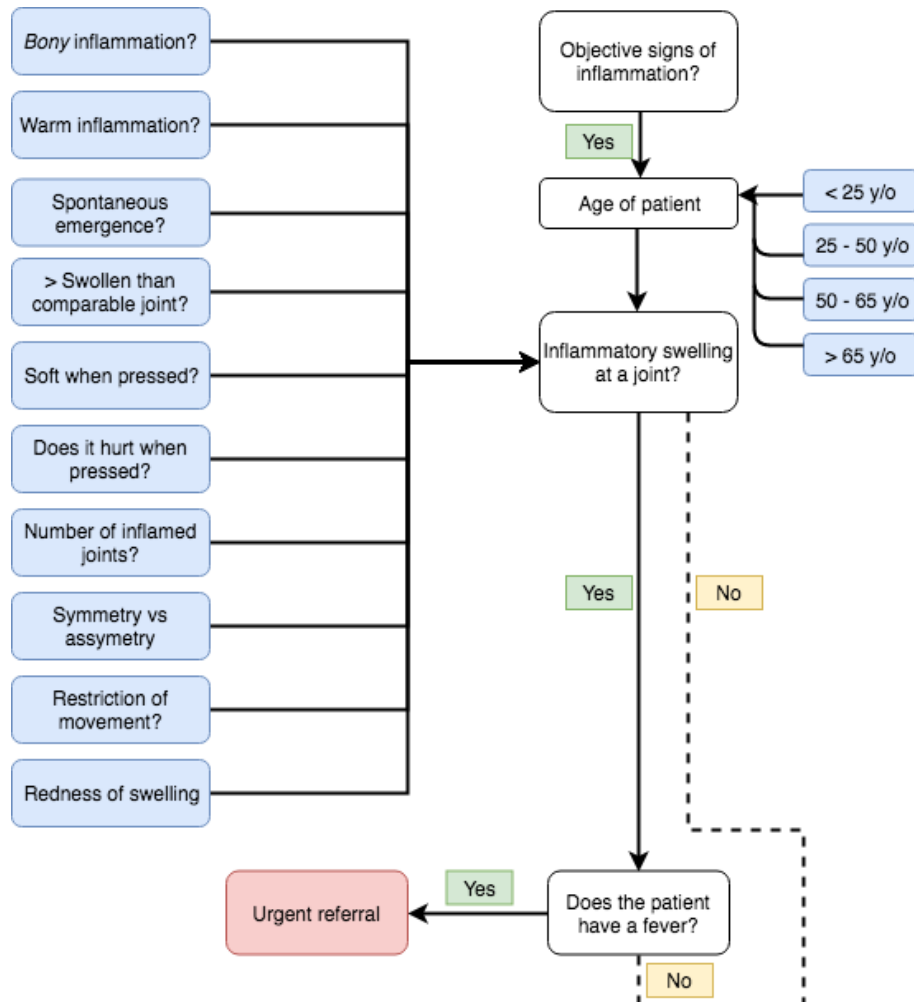 Bony inflammation?
Warm inflammation?
Spontaneous
emergence?
> Swollen than
comparable joint?
Soft when pressed?
Does it hurt when
pressed?
Number of inflamed
joints?
Symmetry vs
assymetry
Restriction of
movement?
Redness of swelling
Objective signs of
inflammation?
Yes
Age of patient
< 25 y/o
25 - 50 y/o
50 - 65 y/o
> 65 y/o
Inflammatory swelling
at a joint?
Yes
No
Does the patient
have a fever?
Yes
Urgent referral
No